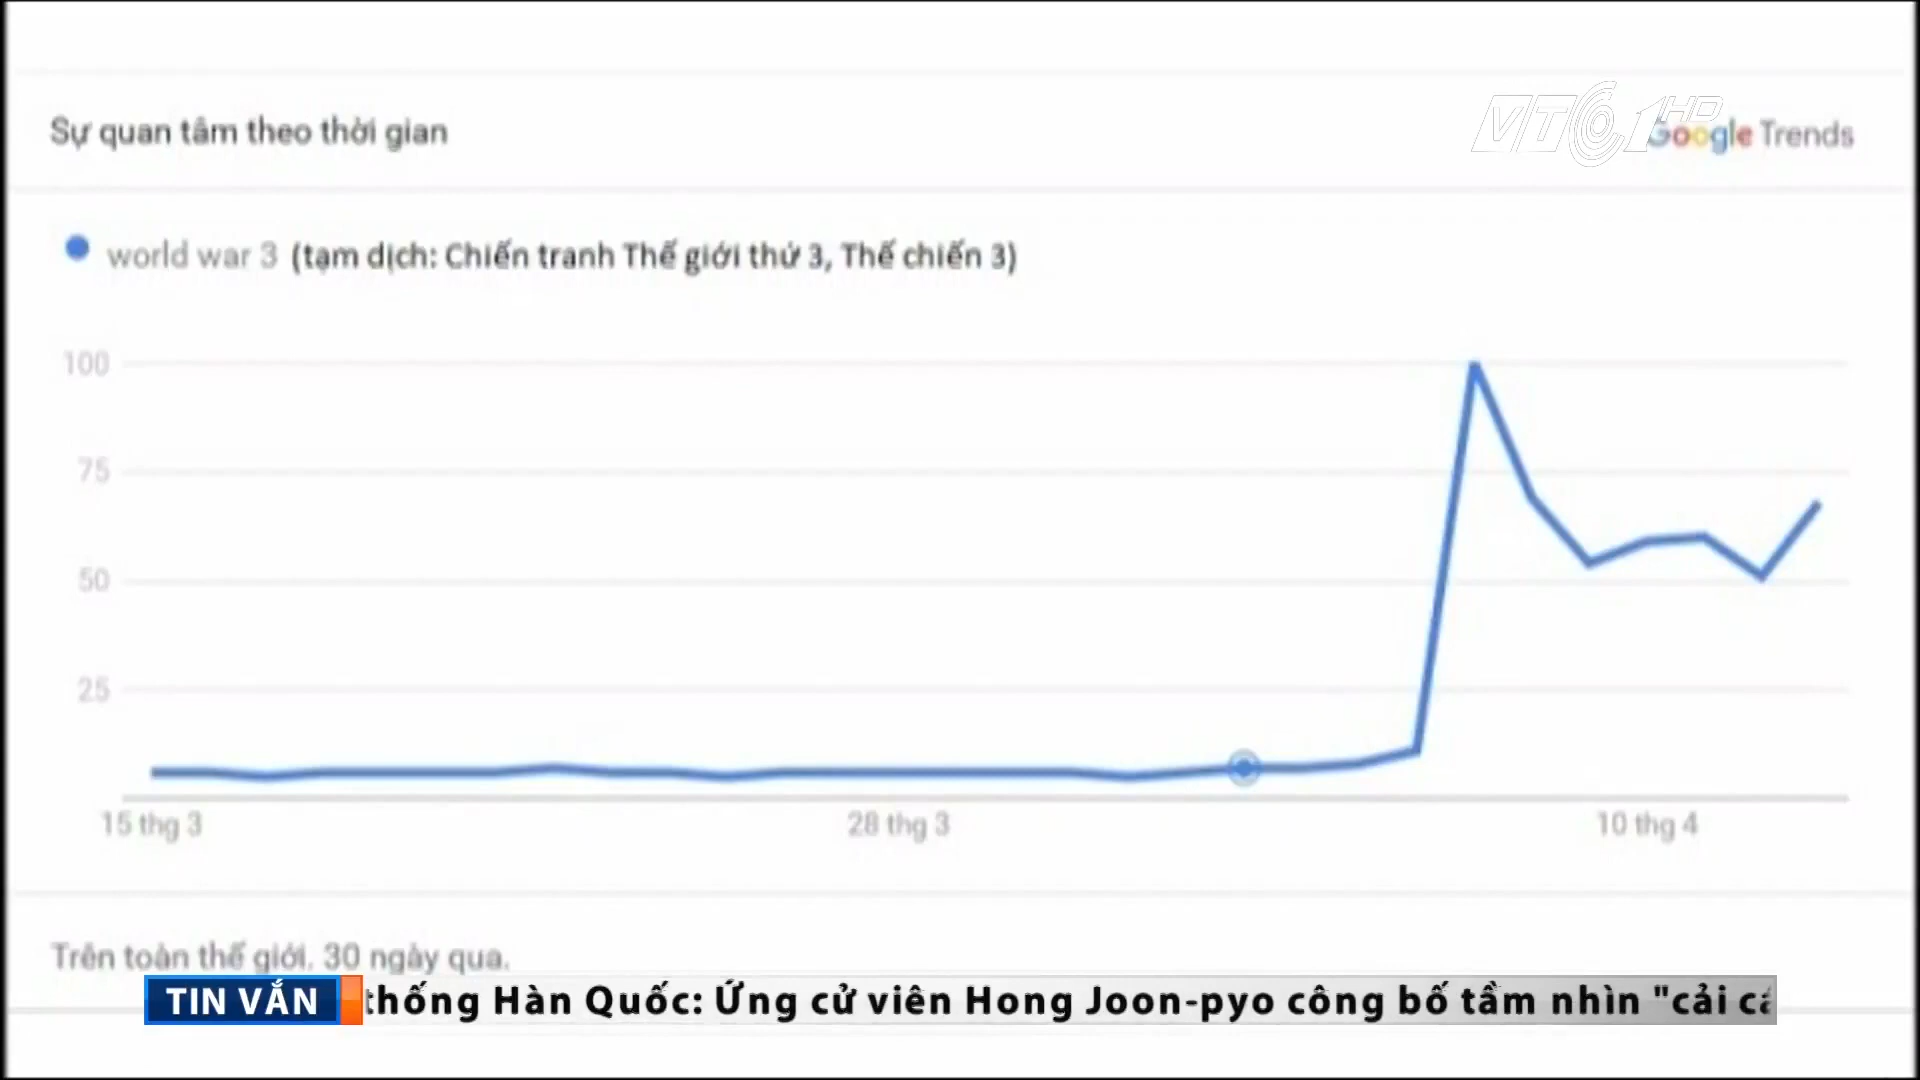 Sự quan tâm theo thời gian
VTC1 HD
Google Trends
world war 3 (tạm dịch: Chiến tranh Thế giới thứ 3, Thế chiến 3)
100
75
50
25
15 thg 3
28 thg 3
10 thg 4
Trên toàn thế giới. 30 ngày qua.
TIN VẮN
thống Hàn Quốc: Ứng cử viên Hong Joon-pyo công bố tầm nhìn "cải